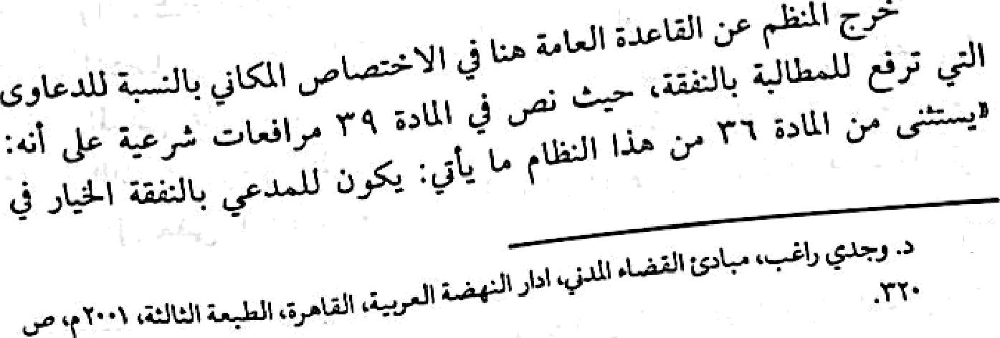 خرج المنظم عن القاعدة العامة هنا في الاختصاص المكاني بالنسبة للدعاوى
التي ترفع للمطالبة بالنفقة، حيث نص في المادة ٣٩ مرافعات شرعية على أنه:
«يستثنى من المادة ٣٦ من هذا النظام ما يأتي: يكون للمدعي بالنفقة الخيار في
د. وجدي راغب، مبادئ القضاء المدني، ادار النهضة العربية، القاهرة، الطبعة الثالثة، ٢٠٠١م، ص
٣٢٠.